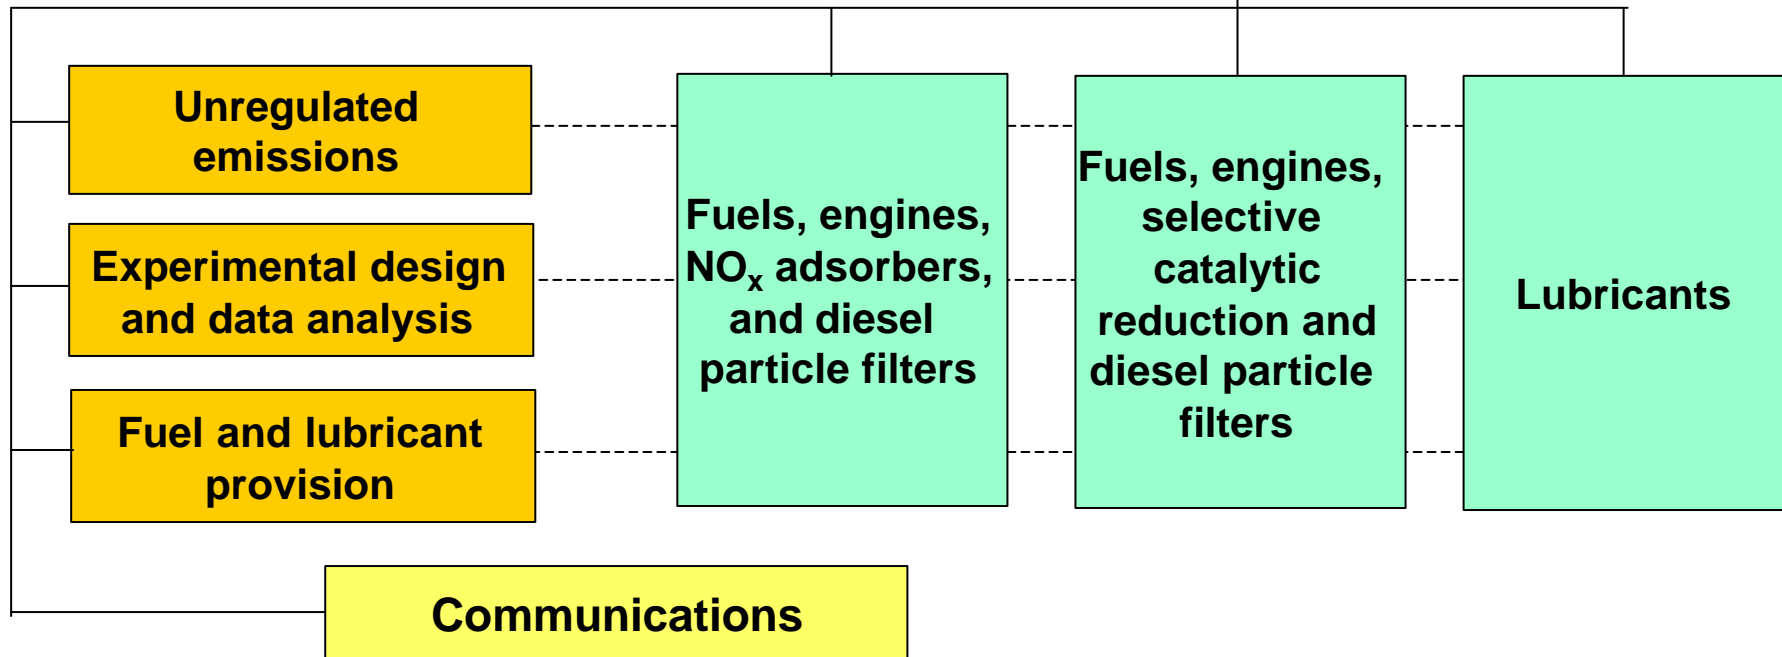 Unregulated
emissions
Experimental design
and data analysis
Fuel and lubricant
provision
Fuels, engines,
NOx adsorbers,
and diesel
particle filters
Fuels, engines,
selective
catalytic
reduction and
diesel particle
filters
Lubricants
Communications